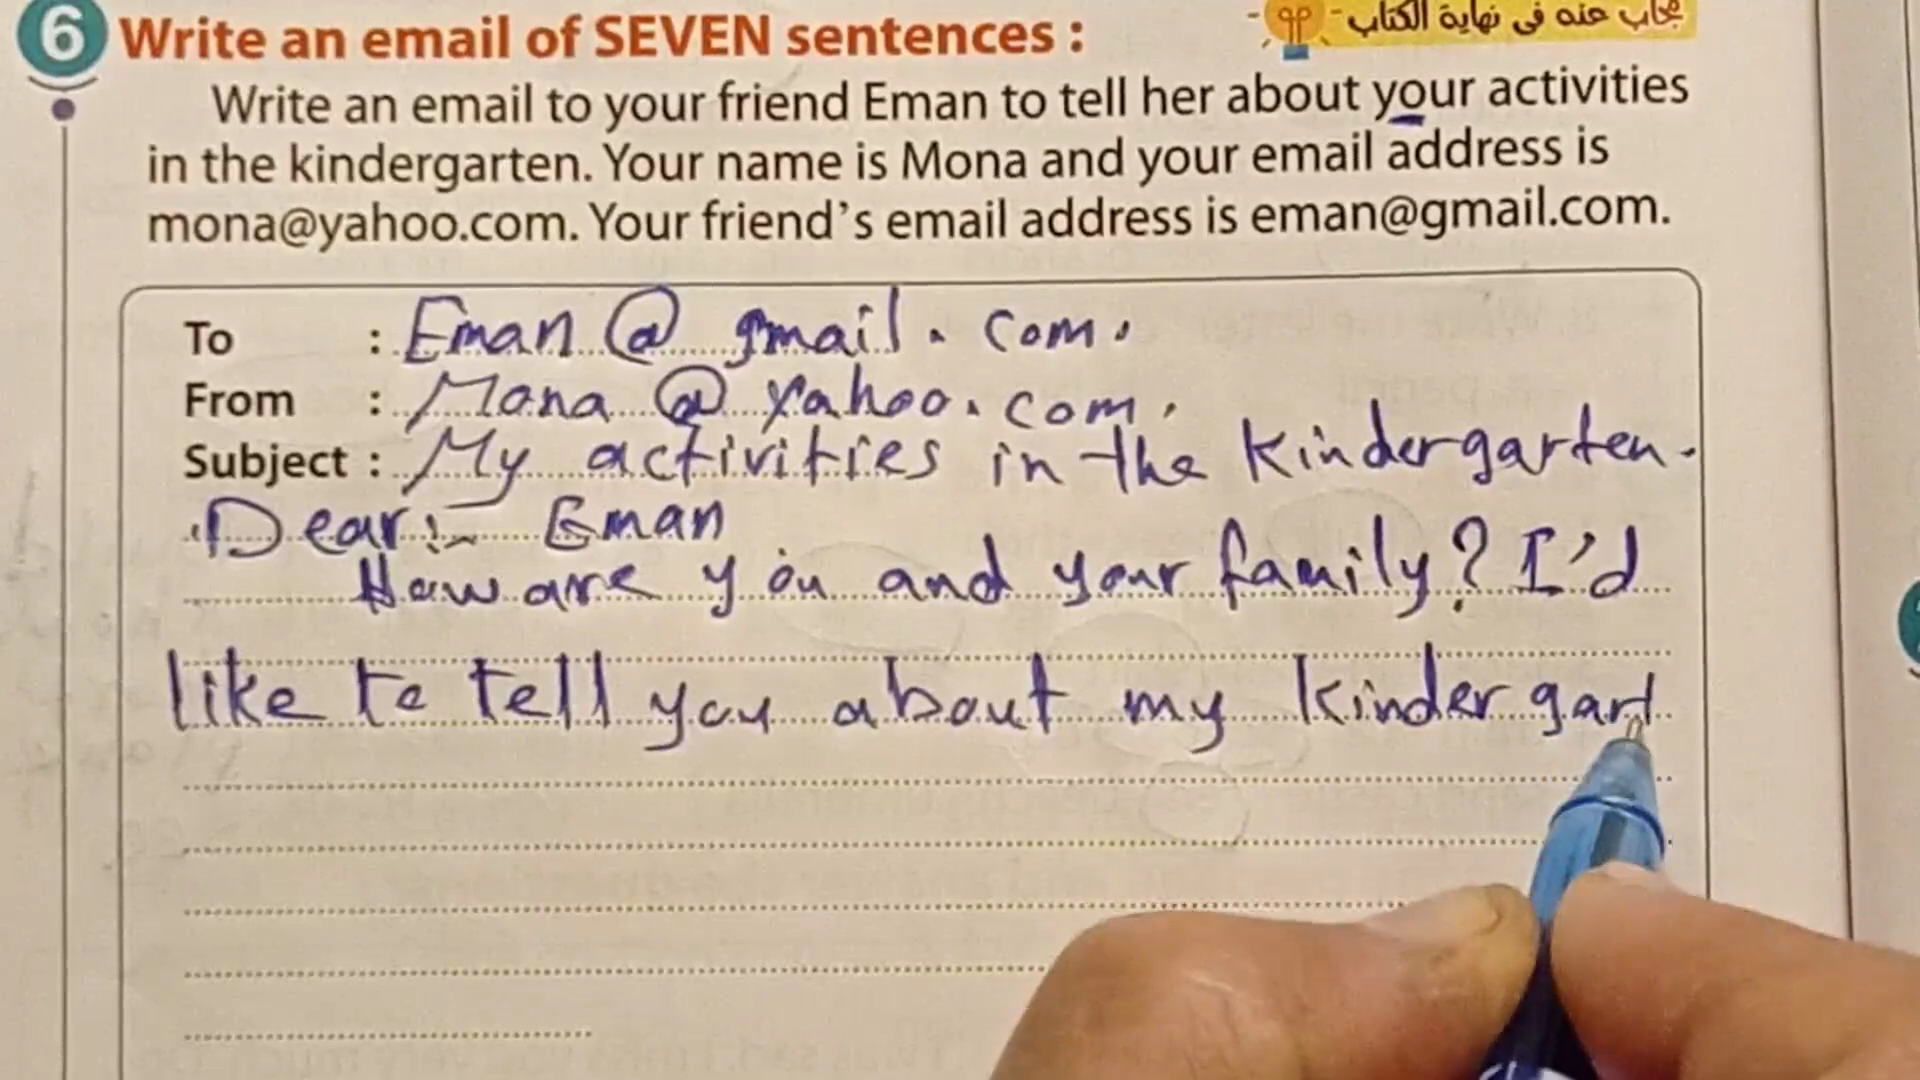 6 Write an email of SEVEN sentences :
يجاب عنه فى نهاية الكتاب
Write an email to your friend Eman to tell her about your activities
in the kindergarten. Your name is Mona and your email address is
mona@yahoo.com. Your friend's email address is eman@gmail.com.
To : Eman @ gmail. com.
From : Mona @ yahoo. com.
Subject : My activities in the kindergarten.
Dear:- Eman
How are you and your family? I'd
like to tell you about my kindergart